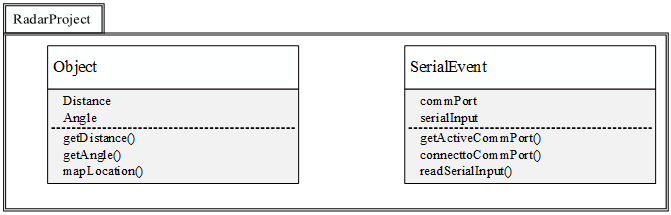 RadarProject
Object
Distance
Angle
getDistance()
getAngle()
mapLocation()
SerialEvent
commPort
serialInput
getActiveCommPort()
connecttoCommPort()
readSerialInput()